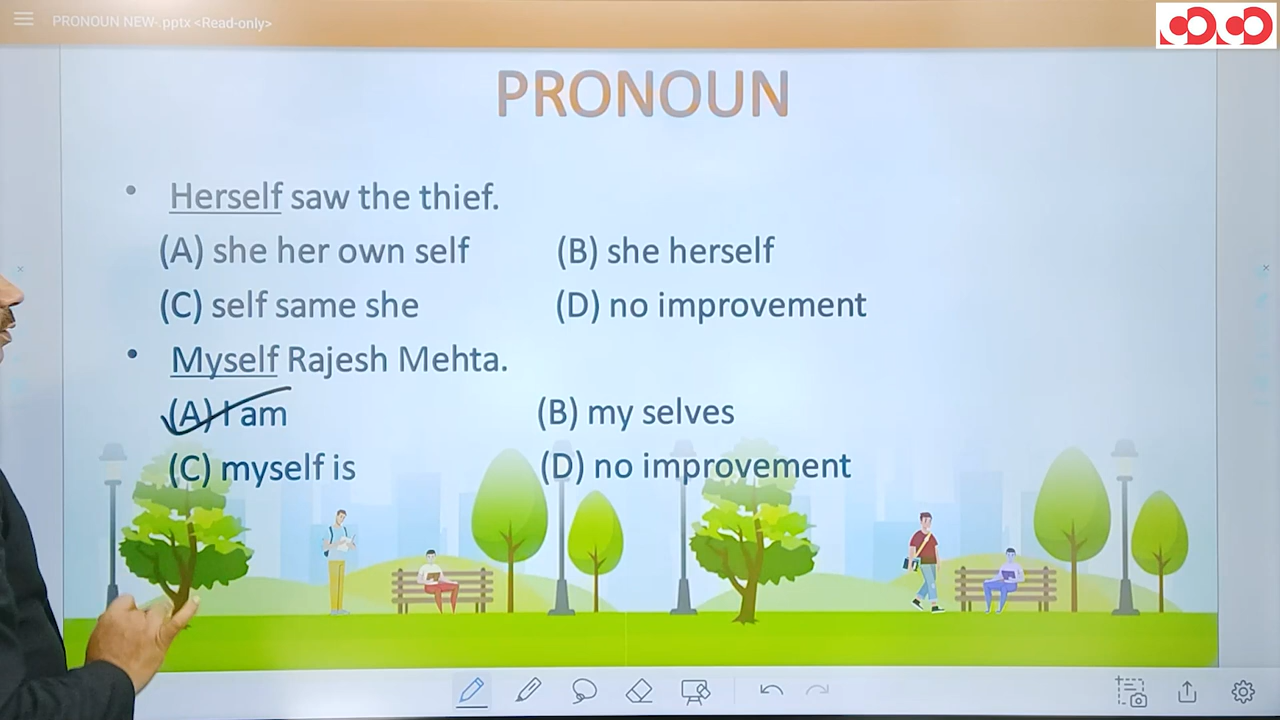 PRONOUN NEW-.pptx <Read-only>
PRONOUN
• Herself saw the thief.
(A) she her own self (B) she herself
(C) self same she (D) no improvement
• Myself Rajesh Mehta.
(A) I am (B) my selves
(C) myself is (D) no improvement